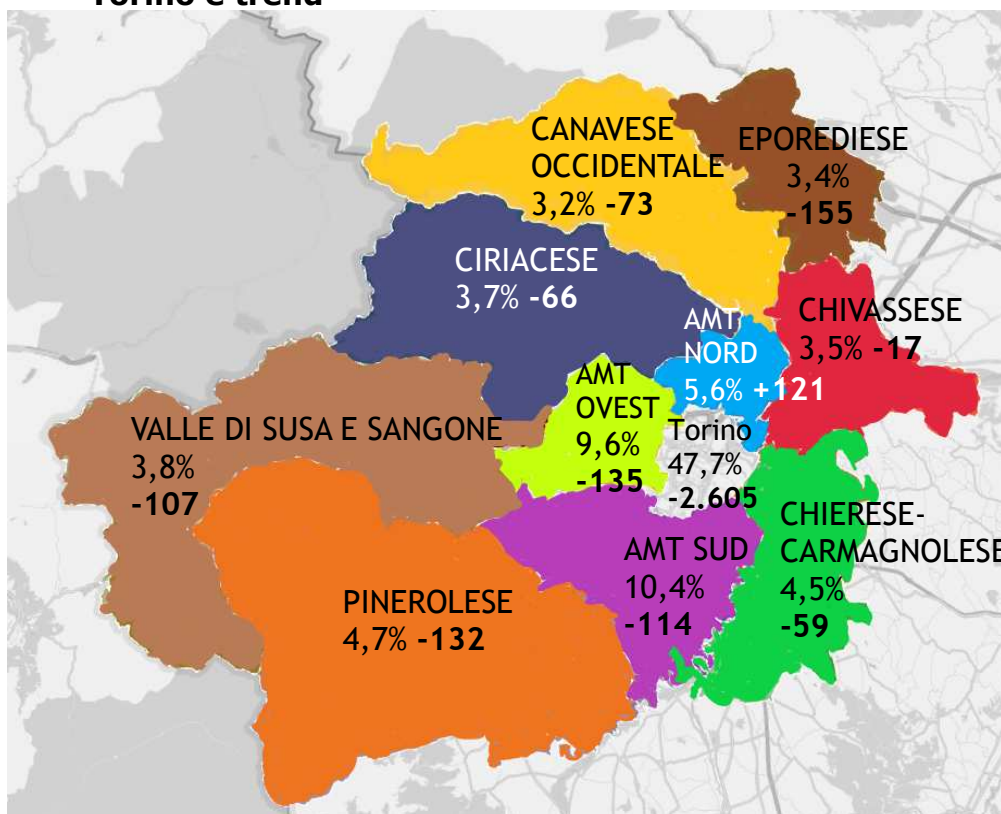 Torino e trend
CANAVESE
OCCIDENTALE
3,2% -73
EPOREDIESE
3,4%
-155
CIRIACESE
3,7% -66
AMT
NORD
5,6% +121
CHIVASSESE
3,5% -17
AMT
OVEST
9,6%
-135
Torino
47,7%
-2.605
VALLE DI SUSA E SANGONE
3,8%
-107
CHIERESE-
CARMAGNOLESE
4,5%
-59
AMT SUD
10,4%
-114
PINEROLESE
4,7% -132